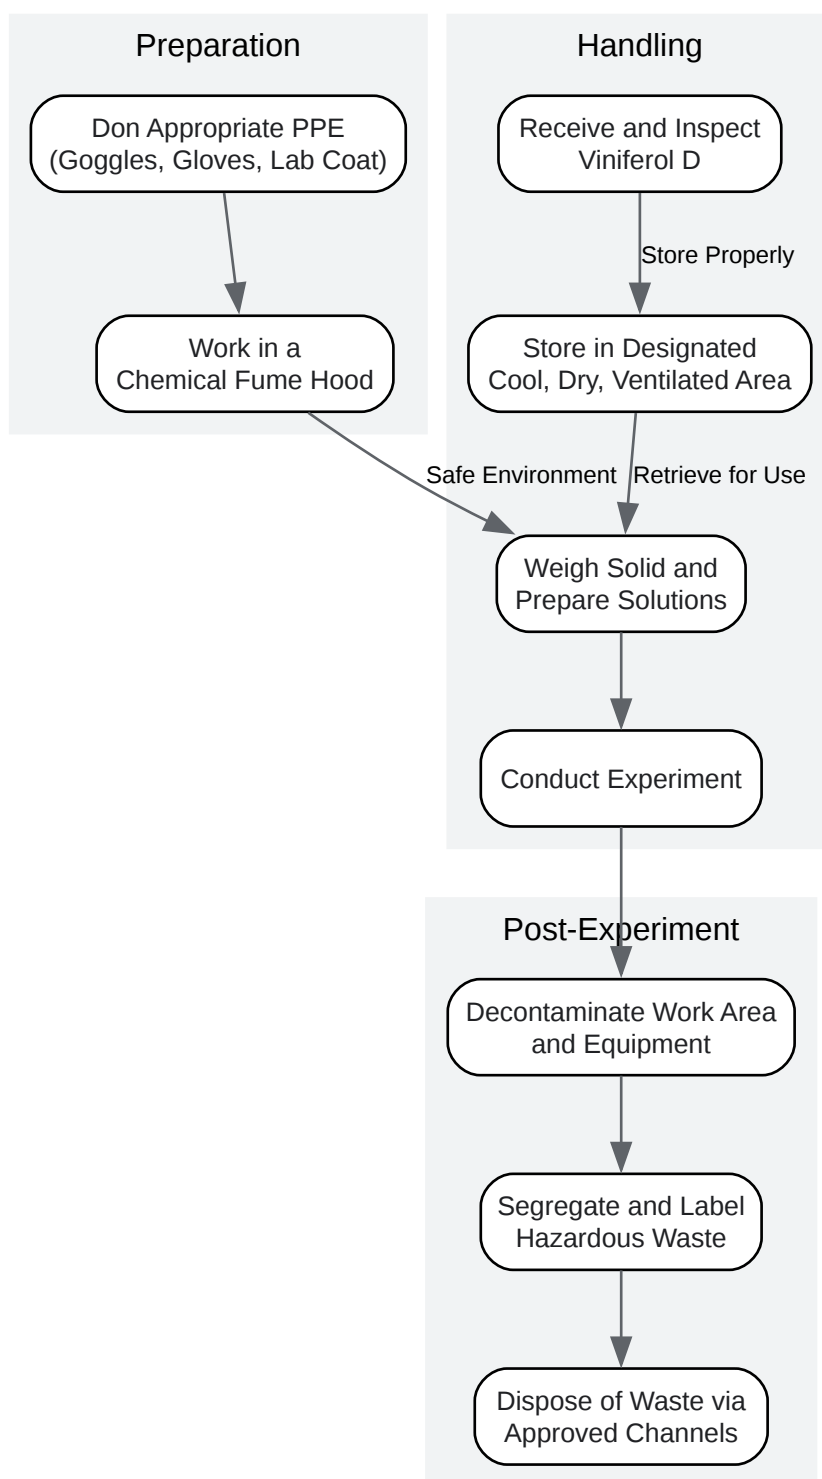 Preparation
Don Appropriate PPE
(Goggles, Gloves, Lab Coat)
Work in a
Chemical Fume Hood
Handling
Receive and Inspect
Viniferol D
Store Properly
Store in Designated
Cool, Dry, Ventilated Area
Safe Environment
Retrieve for Use
Weigh Solid and
Prepare Solutions
Conduct Experiment
Post-Experiment
Decontaminate Work Area
and Equipment
Segregate and Label
Hazardous Waste
Dispose of Waste via
Approved Channels